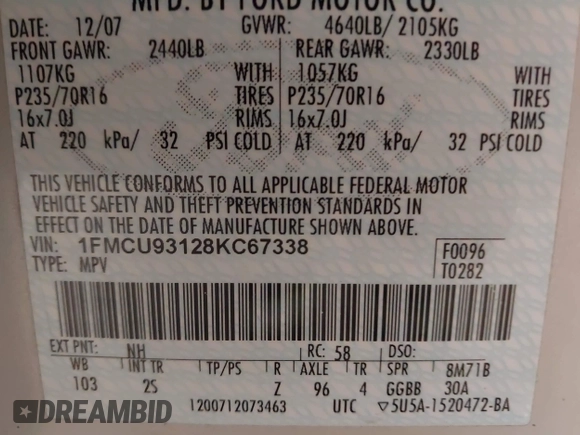 MFD. BY FORD MOTOR CO.
DATE: 12/07 GVWR: 4640LB/ 2105KG
FRONT GAWR: 2440LB REAR GAWR: 2330LB
1107KG WITH 1057KG WITH
P235/70R16 TIRES P235/70R16 TIRES
16x7.0J RIMS 16x7.0J RIMS
AT 220 kPa/ 32 PSI COLD AT 220 kPa/ 32 PSI COLD
THIS VEHICLE CONFORMS TO ALL APPLICABLE FEDERAL MOTOR
VEHICLE SAFETY AND THEFT PREVENTION STANDARDS IN
EFFECT ON THE DATE OF MANUFACTURE SHOWN ABOVE.
VIN: 1FMCU93128KC67338 F0096
TYPE: MPV T0282
EXT PNT: NH RC: 58 DSO:
WB INT TR TP/PS R AXLE TR SPR 8M71B
103 2S Z 96 4 GGBB 30A
1200712073463 UTC ▽5U5A-1520472-BA
DREAMBID